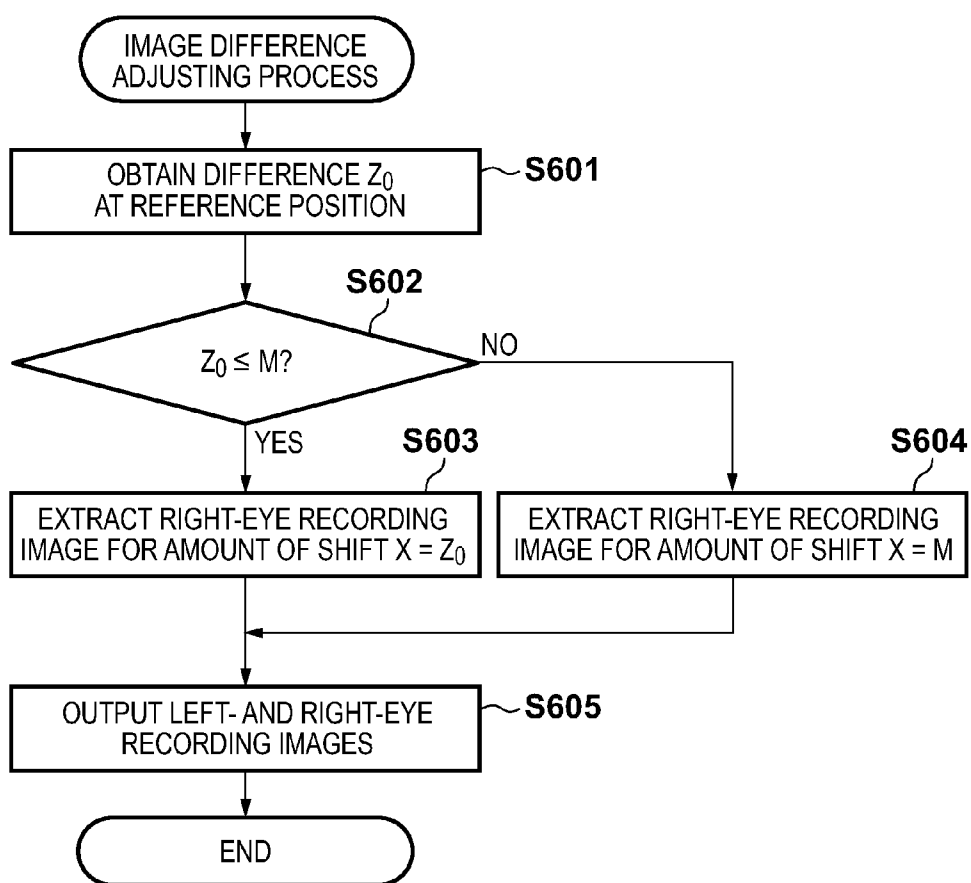 IMAGE DIFFERENCE
ADJUSTING PROCESS
OBTAIN DIFFERENCE Z₀
AT REFERENCE POSITION
S601
S602
Z₀ ≤ M?
NO
YES
S603
EXTRACT RIGHT-EYE RECORDING
IMAGE FOR AMOUNT OF SHIFT X = Z₀
S604
EXTRACT RIGHT-EYE RECORDING
IMAGE FOR AMOUNT OF SHIFT X = M
OUTPUT LEFT- AND RIGHT-EYE
RECORDING IMAGES
S605
END